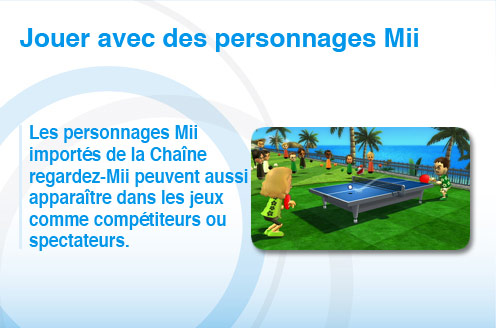 Jouer avec des personnages Mii
Les personnages Mii
importés de la Chaîne
regardez-Mii peuvent aussi
apparaître dans les jeux
comme compétiteurs ou
spectateurs.